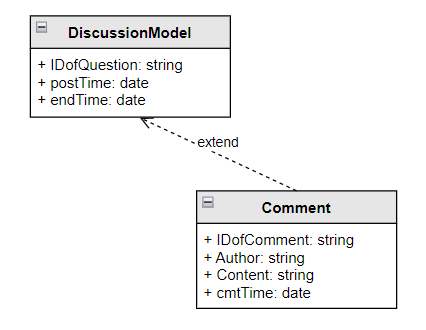 DiscussionModel
+ IDofQuestion: string
+ postTime: date
+ endTime: date
extend
Comment
+ IDofComment: string
+ Author: string
+ Content: string
+ cmtTime: date